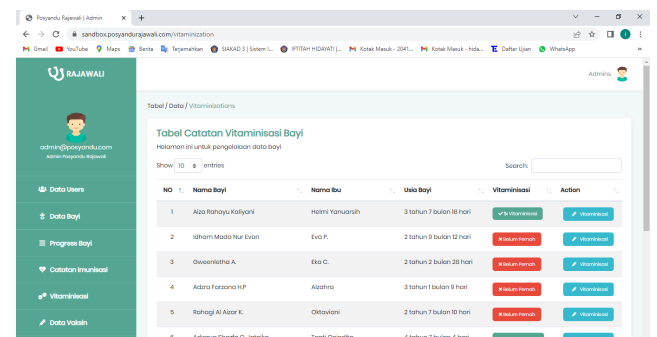 Posyandu Rajawali | Admin
sandbox.posyandurajawali.com/vitaminization
Gmail YouTube Maps Berita Terjemahkan SIAKAD 3 | Sistem I... IFTITAH HIDAYATI |... Kotak Masuk - 2041... Kotak Masuk - hida... Daftar Ujian WhatsApp
RAJAWALI
Admins
admin@posyandu.com
Admin Posyandu Rajawali
Data Users
Data Bayi
Progress Bayi
Catatan Imunisasi
Vitaminisasi
Data Vaksin
Tabel / Data / Vitaminizations
Tabel Catatan Vitaminisasi Bayi
Halaman ini untuk pengelolaan data bayi
Show 10 entries
Search:
NO Nama Bayi Nama Ibu Usia Bayi Vitaminisasi Action
1 Aiza Rahayu Kaliyani Helmi Yanuarsih 3 tahun 7 bulan 18 hari Vitaminisasi
2 Idham Mada Nur Evan Eva P. 2 tahun 9 bulan 12 hari Belum Pernah Vitaminisasi
3 Gweenletha A. Eka C. 2 tahun 2 bulan 28 hari Belum Pernah Vitaminisasi
4 Adzra Farzana H.P Alzahra 3 tahun 1 bulan 9 hari Belum Pernah Vitaminisasi
5 Rahagi Al Aizar K. Oktaviani 2 tahun 7 bulan 10 hari Belum Pernah Vitaminisasi